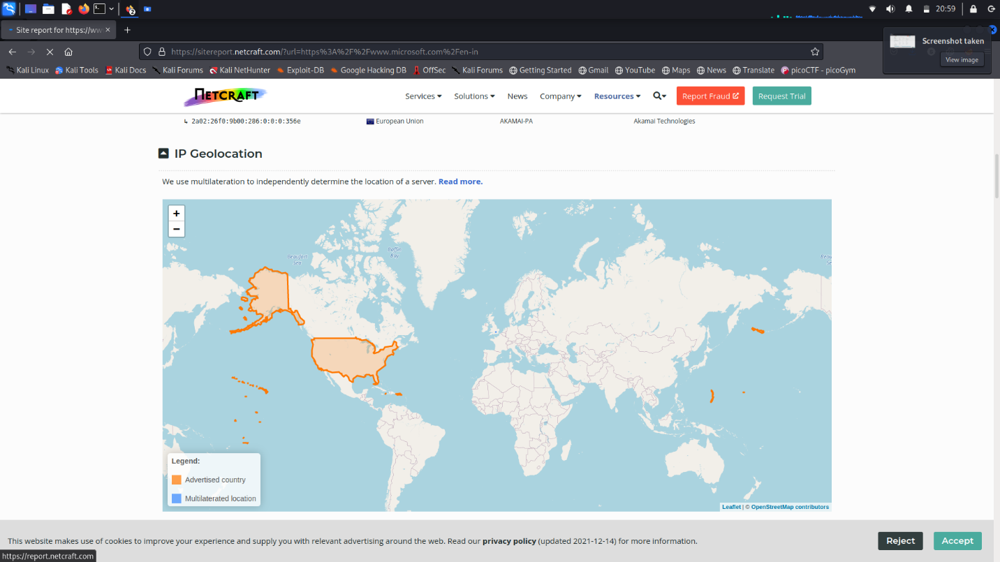 2
20:59
Site report for https://ww
Screenshot taken
View image
https://sitereport.netcraft.com/?url=https%3A%2F%2Fwww.microsoft.com%2Fen-in
Kali Linux
Kali Tools
Kali Docs
Kali Forums
Kali NetHunter
Exploit-DB
Google Hacking DB
OffSec
Kali Forums
Getting Started
Gmail
YouTube
Maps
News
Translate
picoCTF - picoGym
NETCRAFT
Services
Solutions
News
Company
Resources
Report Fraud
Request Trial
↳ 2a02:26f0:9b00:286:0:0:0:356e
European Union
AKAMAI-PA
Akamai Technologies
IP Geolocation
We use multilateration to independently determine the location of a server. Read more.
+
−
Beaufort
Sea
Baffin
Bay
Beau
Se
Legend:
Advertised country
Multilaterated location
Leaflet | © OpenStreetMap contributors
This website makes use of cookies to improve your experience and supply you with relevant advertising around the web. Read our privacy policy (updated 2021-12-14) for more information.
Reject
Accept
https://report.netcraft.com